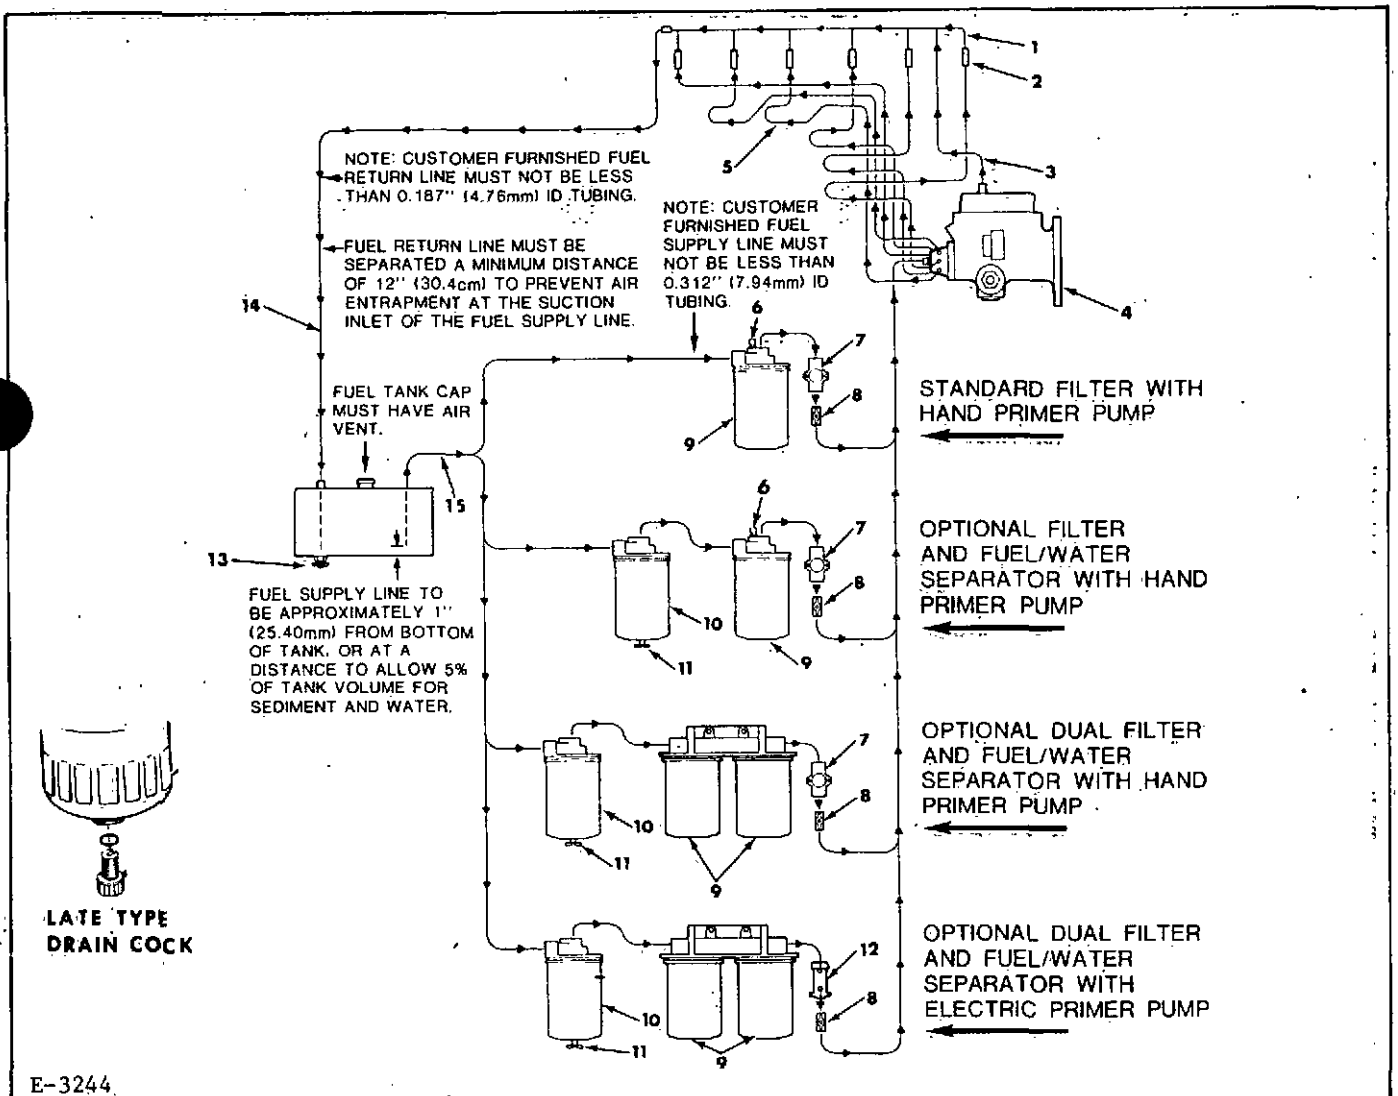 1
2
3
4
5
NOTE: CUSTOMER FURNISHED FUEL
RETURN LINE MUST NOT BE LESS
THAN 0.187" (4.76mm) ID TUBING.
FUEL RETURN LINE MUST BE
SEPARATED A MINIMUM DISTANCE
OF 12" (30.4cm) TO PREVENT AIR
ENTRAPMENT AT THE SUCTION
INLET OF THE FUEL SUPPLY LINE.
14
NOTE: CUSTOMER
FURNISHED FUEL
SUPPLY LINE MUST
NOT BE LESS THAN
0.312" (7.94mm) ID
TUBING.
6
7
8
9
STANDARD FILTER WITH
HAND PRIMER PUMP
FUEL TANK CAP
MUST HAVE AIR
VENT.
15
13
FUEL SUPPLY LINE TO
BE APPROXIMATELY 1"
(25.40mm) FROM BOTTOM
OF TANK, OR AT A
DISTANCE TO ALLOW 5%
OF TANK VOLUME FOR
SEDIMENT AND WATER.
6
7
8
10
11
9
OPTIONAL FILTER
AND FUEL/WATER
SEPARATOR WITH HAND
PRIMER PUMP
7
8
10
11
9
OPTIONAL DUAL FILTER
AND FUEL/WATER
SEPARATOR WITH HAND
PRIMER PUMP
LATE TYPE
DRAIN COCK
12
8
10
11
9
OPTIONAL DUAL FILTER
AND FUEL/WATER
SEPARATOR WITH
ELECTRIC PRIMER PUMP
E-3244